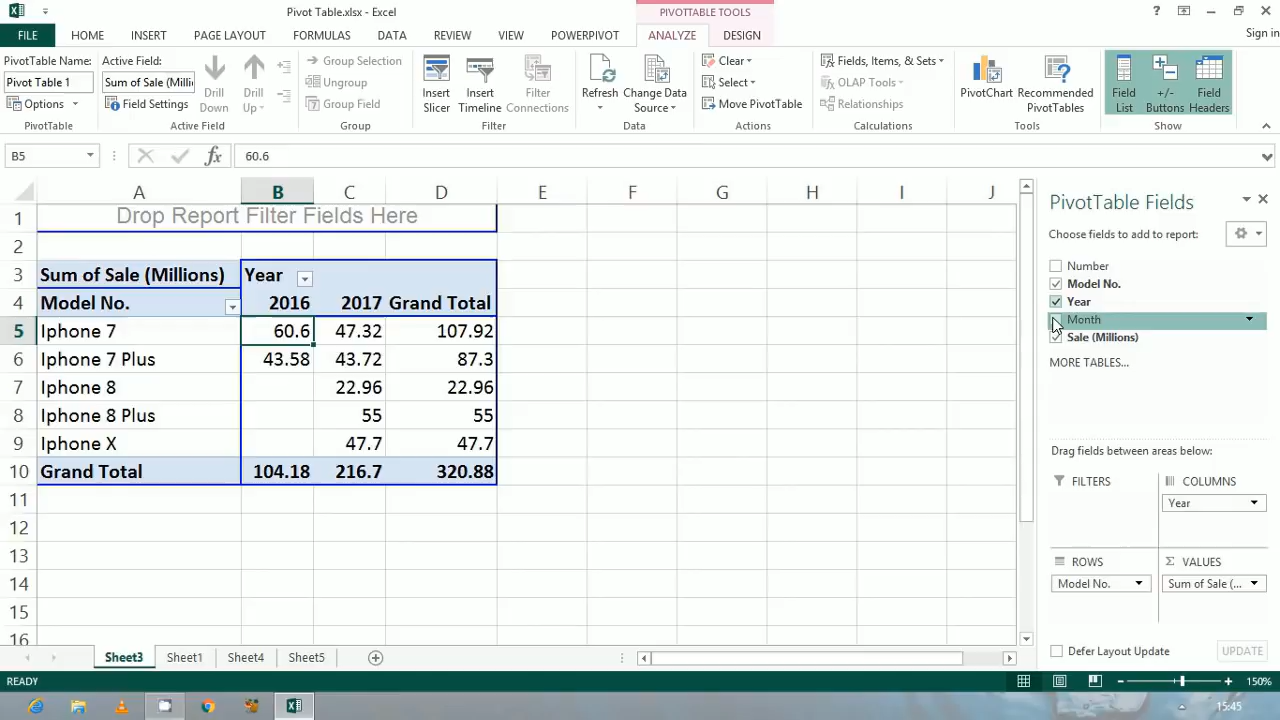 Pivot Table.xlsx - Excel
PIVOTTABLE TOOLS
?
FILE HOME INSERT PAGE LAYOUT FORMULAS DATA REVIEW VIEW POWERPIVOT ANALYZE DESIGN
Sign in
PivotTable Name:
Pivot Table 1
Options
PivotTable
Active Field:
Sum of Sale (Milli
Field Settings
Drill Down
Drill Up
Active Field
Group Selection
Ungroup
Group Field
Group
Insert Slicer
Insert Timeline
Filter Connections
Filter
Refresh
Change Data Source
Data
Clear
Select
Move PivotTable
Actions
Fields, Items, & Sets
OLAP Tools
Relationships
Calculations
PivotChart
Recommended PivotTables
Tools
Field List
+/- Buttons
Field Headers
Show
B5 fx 60.6
A B C D E F G H I J
1 Drop Report Filter Fields Here
2
3 Sum of Sale (Millions) Year
4 Model No. 2016 2017 Grand Total
5 Iphone 7 60.6 47.32 107.92
6 Iphone 7 Plus 43.58 43.72 87.3
7 Iphone 8 22.96 22.96
8 Iphone 8 Plus 55 55
9 Iphone X 47.7 47.7
10 Grand Total 104.18 216.7 320.88
11
12
13
14
15
16
PivotTable Fields
Choose fields to add to report:
Number
Model No.
Year
Month
Sale (Millions)
MORE TABLES...
Drag fields between areas below:
FILTERS
COLUMNS
Year
ROWS
Model No.
Σ VALUES
Sum of Sale (...
Defer Layout Update
UPDATE
Sheet3 Sheet1 Sheet4 Sheet5
READY
150%
15:45